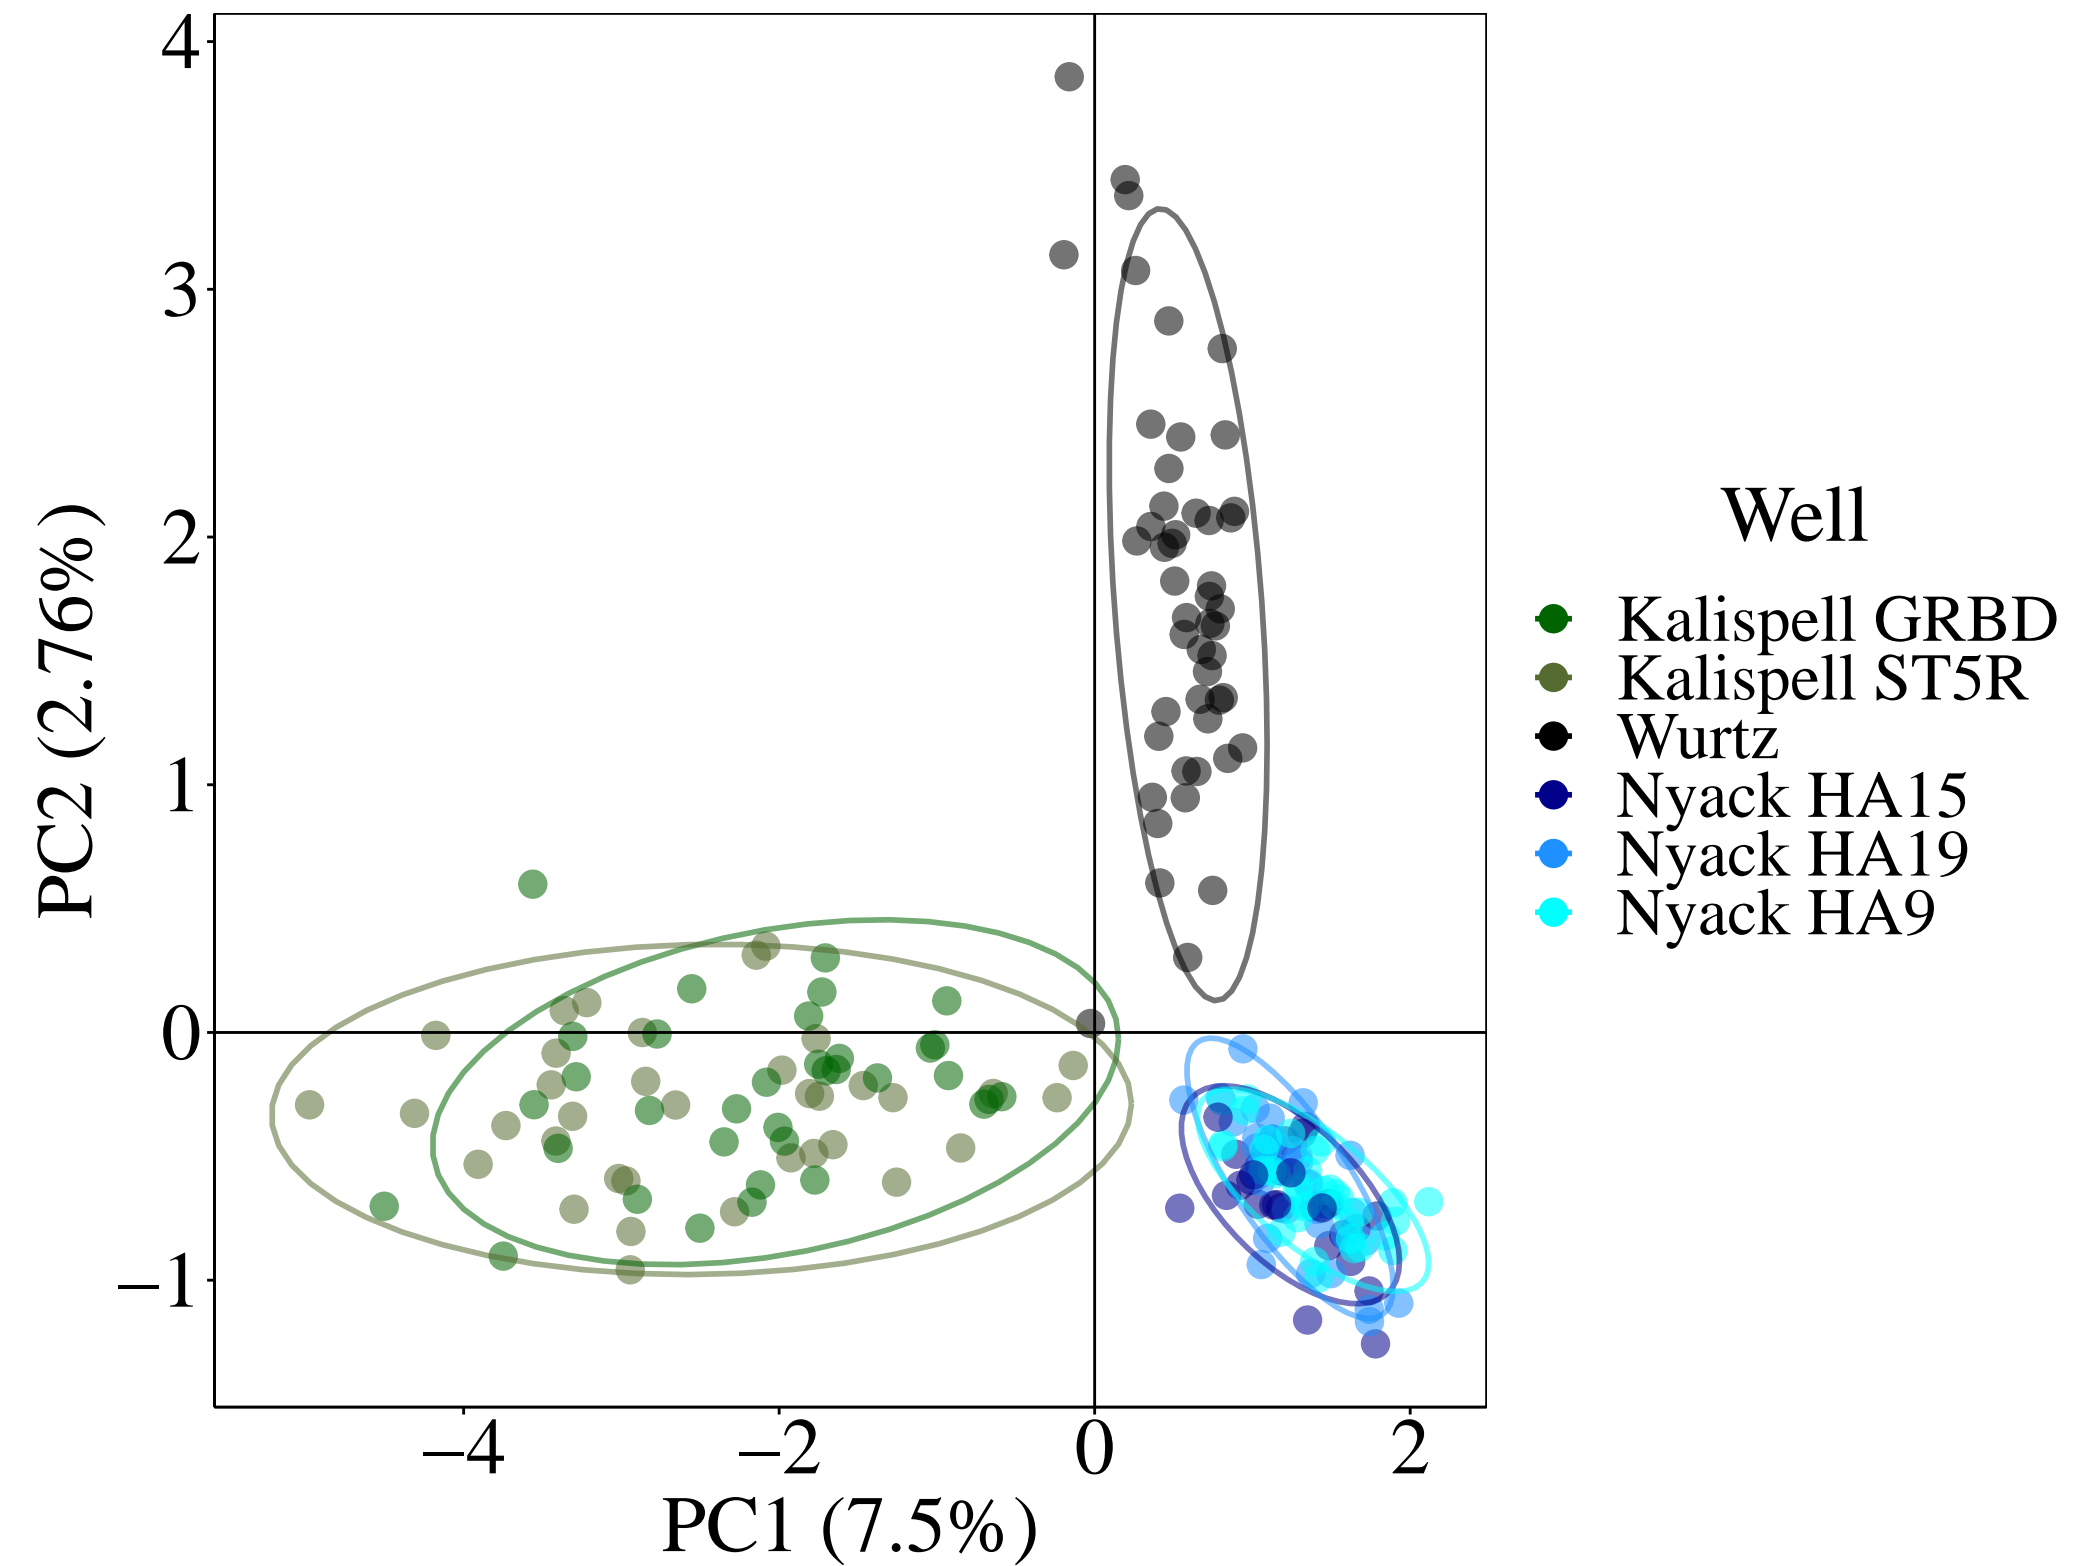 4
3
2
1
0
−1
PC2 (2.76%)
−4
−2
0
2
PC1 (7.5%)
Well
Kalispell GRBD
Kalispell ST5R
Wurtz
Nyack HA15
Nyack HA19
Nyack HA9